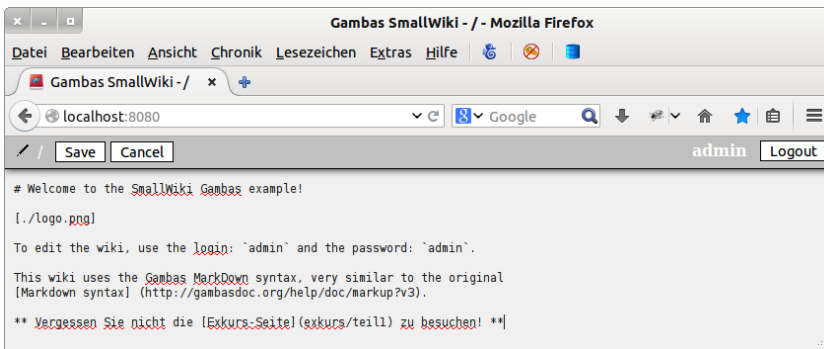 Gambas SmallWiki - / - Mozilla Firefox
Datei Bearbeiten Ansicht Chronik Lesezeichen Extras Hilfe
Gambas SmallWiki - /
localhost:8080 Google
/ Save Cancel admin Logout
# Welcome to the SmallWiki Gambas example!
[./logo.png]
To edit the wiki, use the login: `admin` and the password: `admin`.
This wiki uses the Gambas MarkDown syntax, very similar to the original
[Markdown syntax] (http://gambasdoc.org/help/doc/markup?v3).
** Vergessen Sie nicht die [Exkurs-Seite](exkurs/teil1) zu besuchen! **